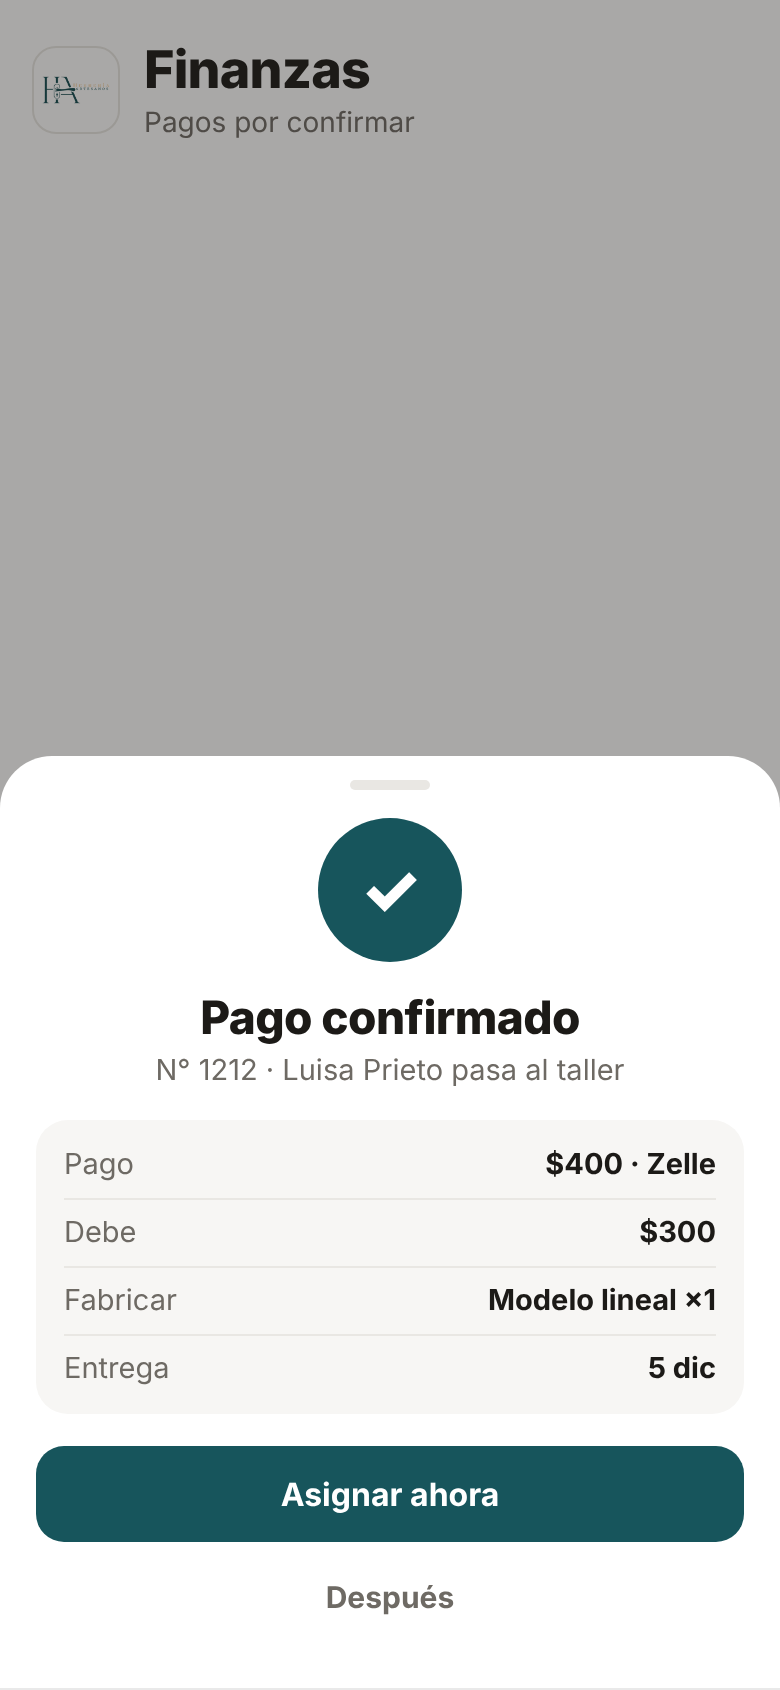 HA
Finanzas
Pagos por confirmar
Pago confirmado
N° 1212 · Luisa Prieto pasa al taller
Pago $400 · Zelle
Debe $300
Fabricar Modelo lineal ×1
Entrega 5 dic
Asignar ahora
Después